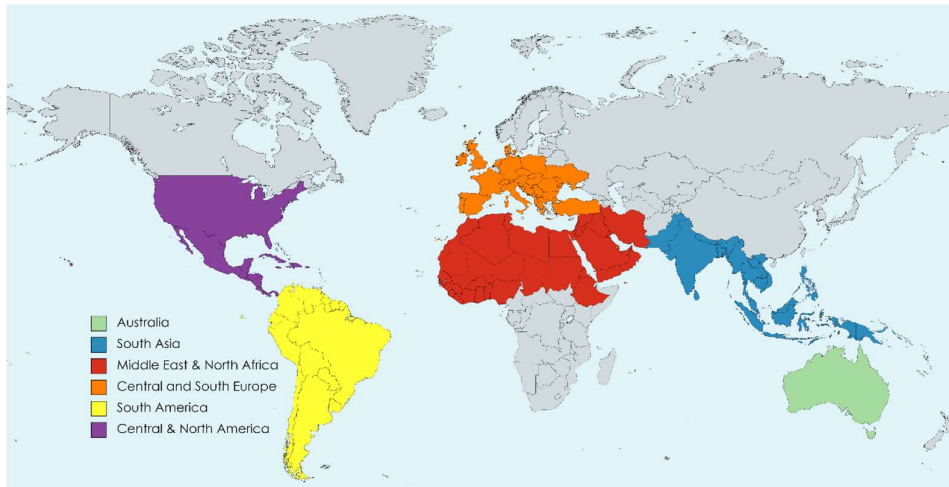 Australia
South Asia
Middle East & North Africa
Central and South Europe
South America
Central & North America